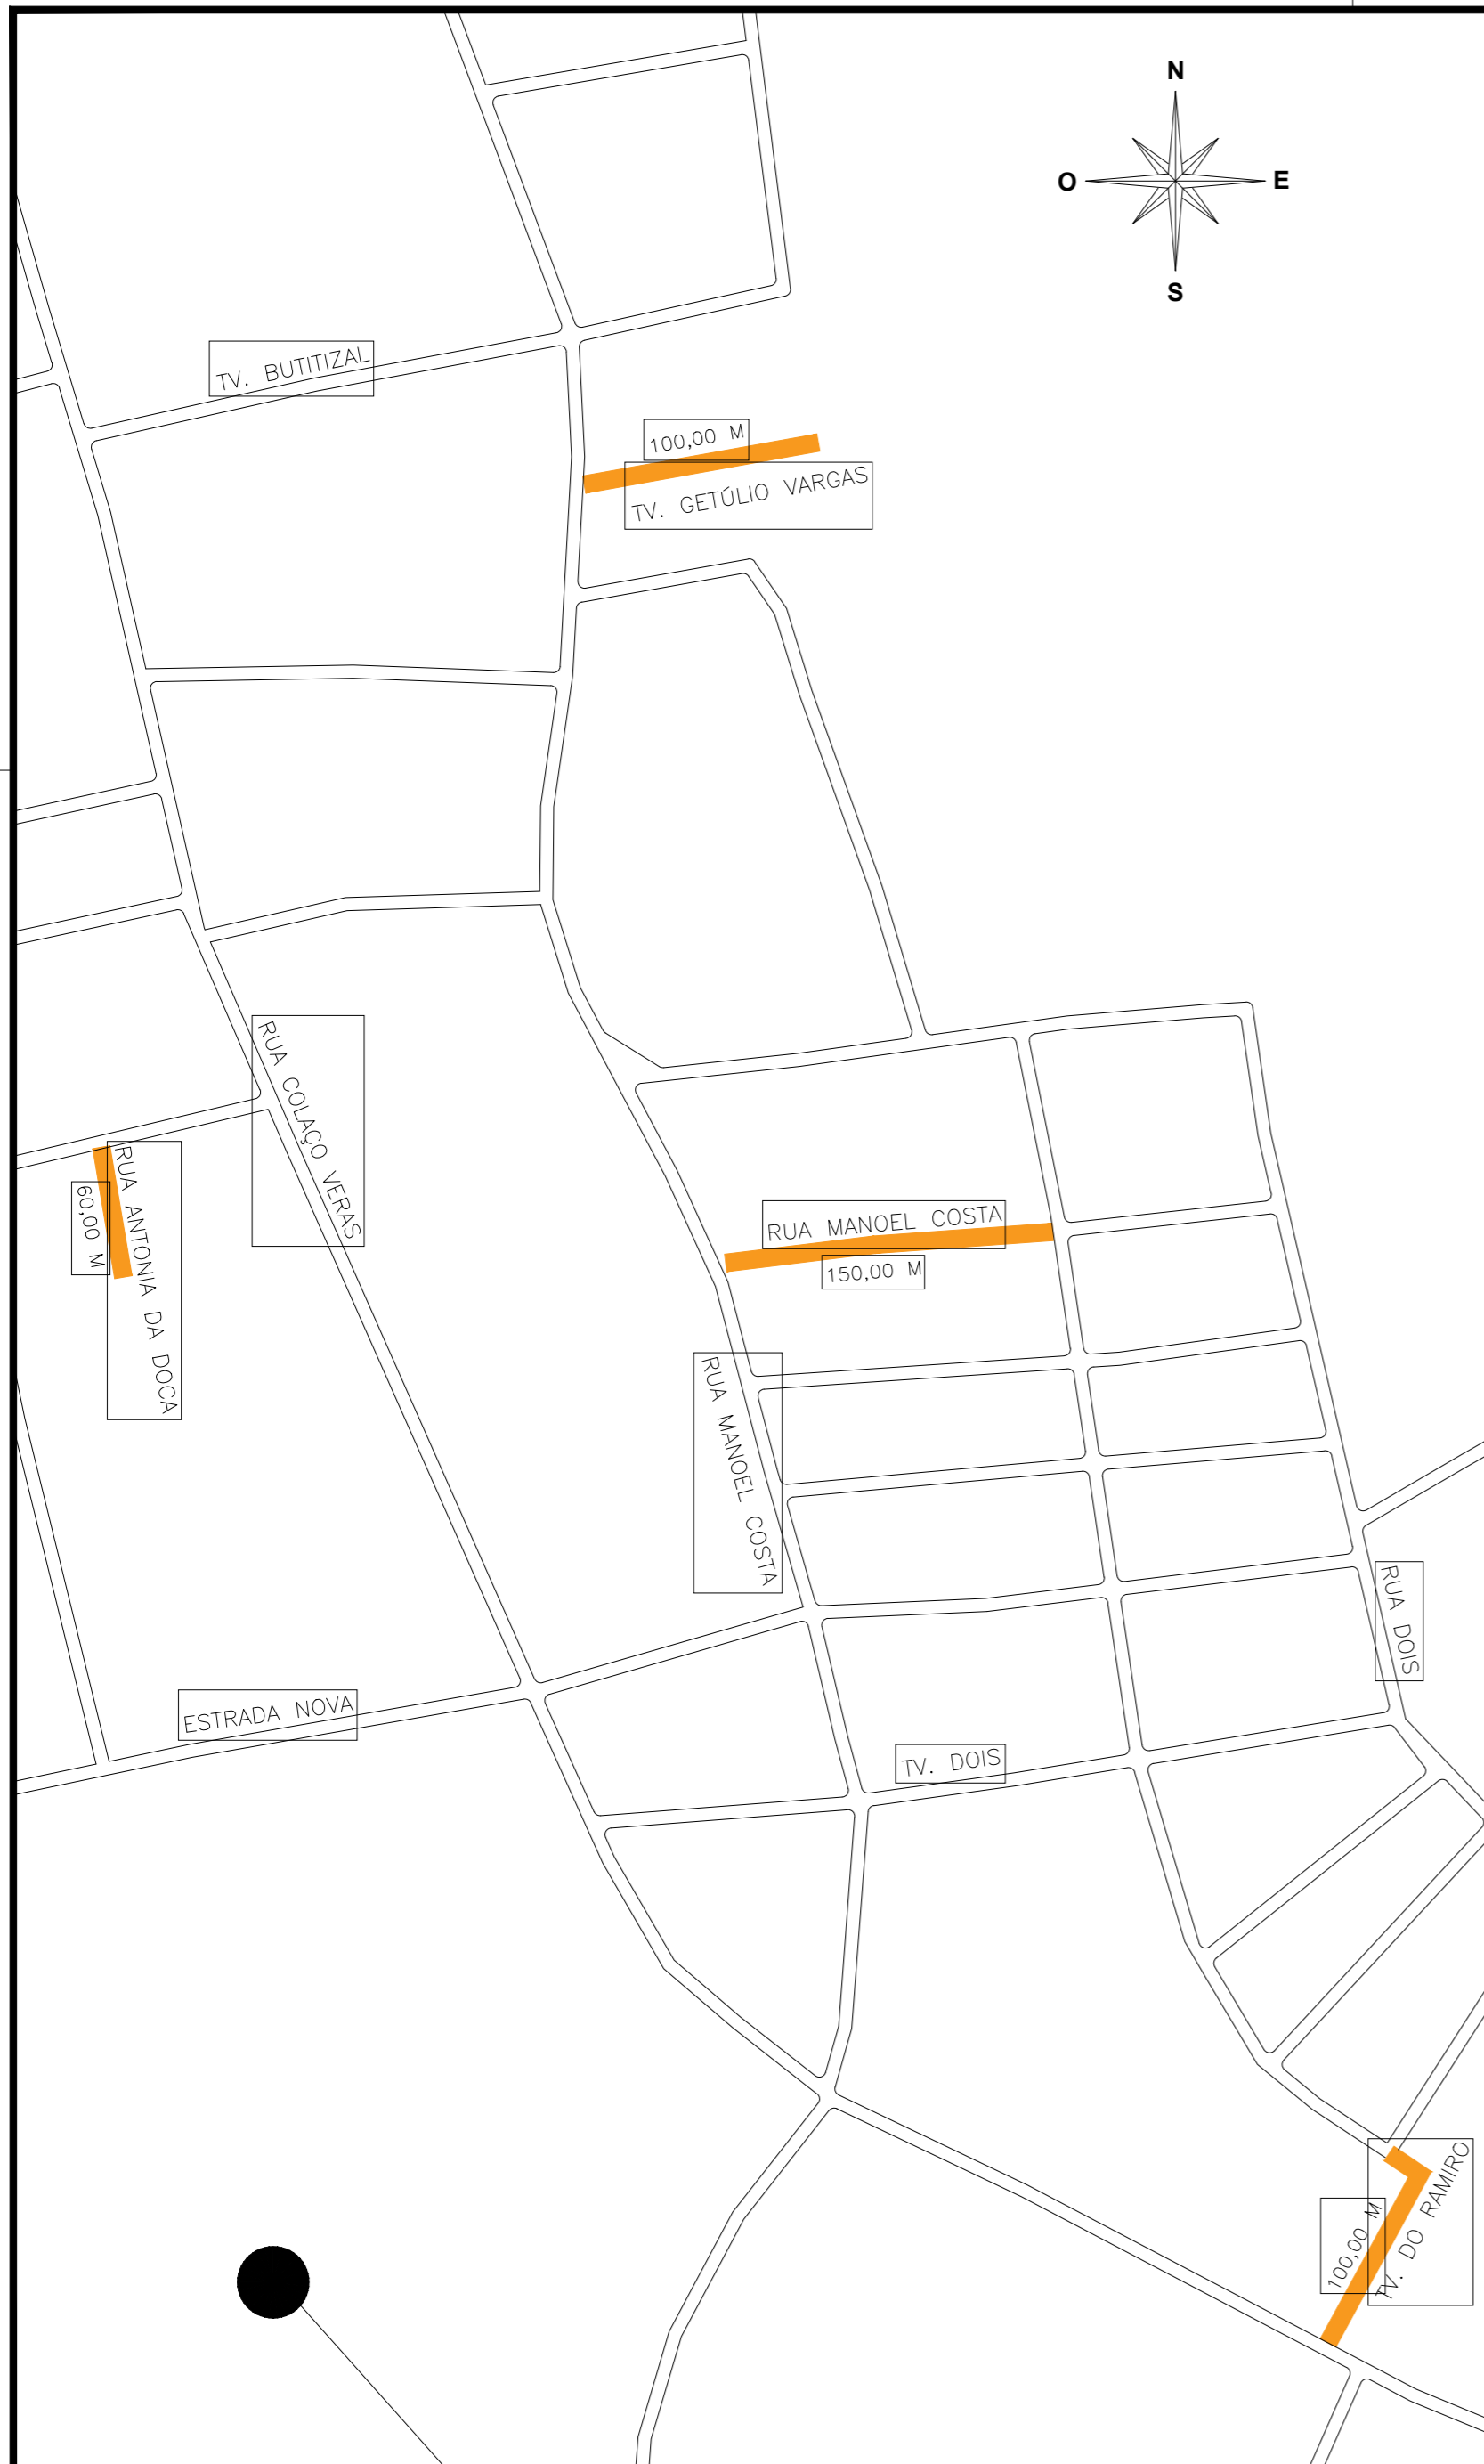 N
O
E
S
TV. BUTITIZAL
100,00 M
TV. GETÚLIO VARGAS
RUA COLAÇO VERAS
RUA ANTONIA DA DOCA
60,00 M
RUA MANOEL COSTA
150,00 M
RUA MANOEL COSTA
RUA DOIS
ESTRADA NOVA
TV. DOIS
TV. DO RAMIRO
100,00 M